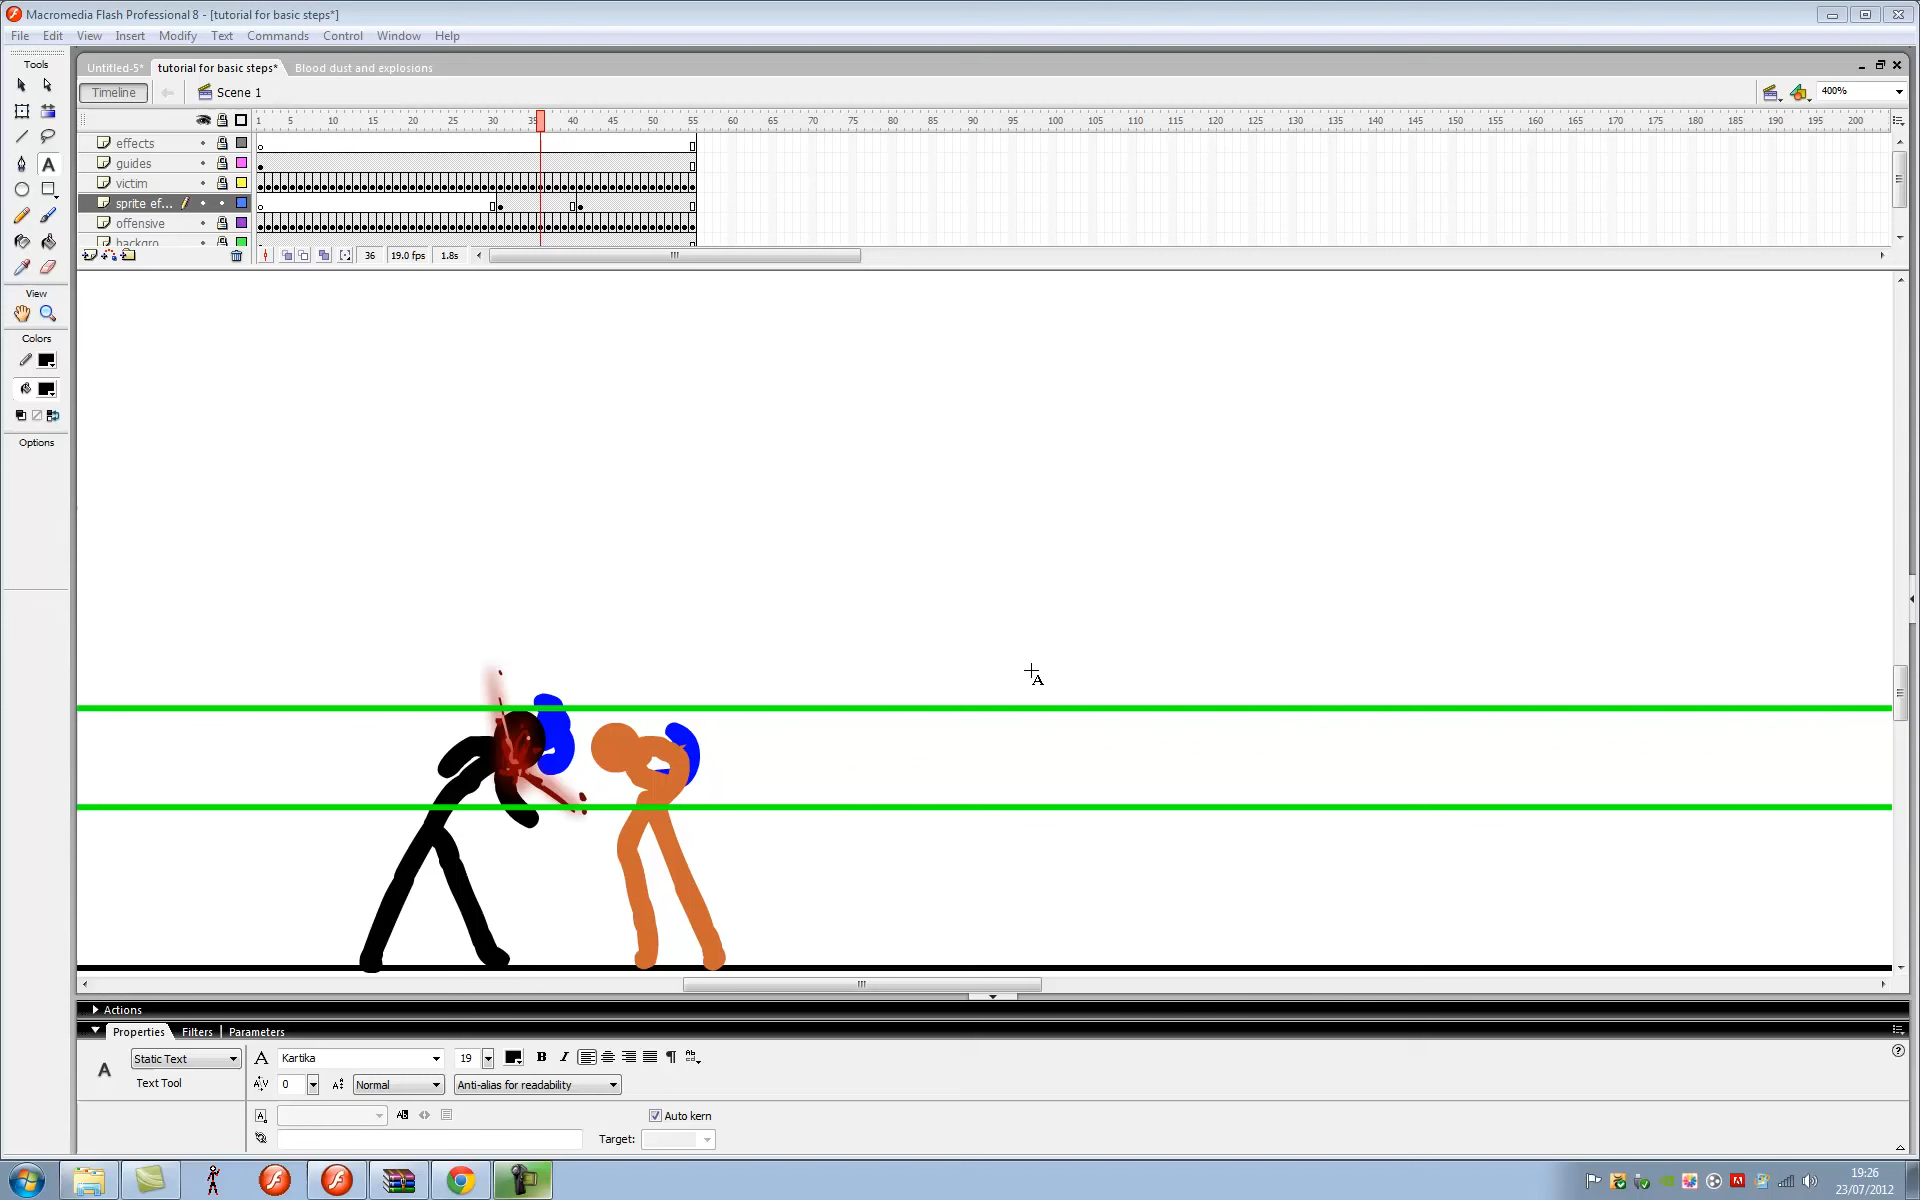 Macromedia Flash Professional 8 - [tutorial for basic steps*]
File Edit View Insert Modify Text Commands Control Window Help
Tools
Untitled-5* tutorial for basic steps* Blood dust and explosions
Timeline Scene 1 400%
1 5 10 15 20 25 30 35 40 45 50 55 60 65 70 75 80 85 90 95 100 105 110 115 120 125 130 135 140 145 150 155 160 165 170 175 180 185 190 195 200
effects
guides
victim
sprite ef...
offensive
backgro
36 19.0 fps 1.8s
View
Colors
Options
Actions
Properties Filters Parameters
Static Text A Kartika 19 B I
A Text Tool
A/V 0 Normal Anti-alias for readability
Auto kern
Target:
19:26
23/07/2012